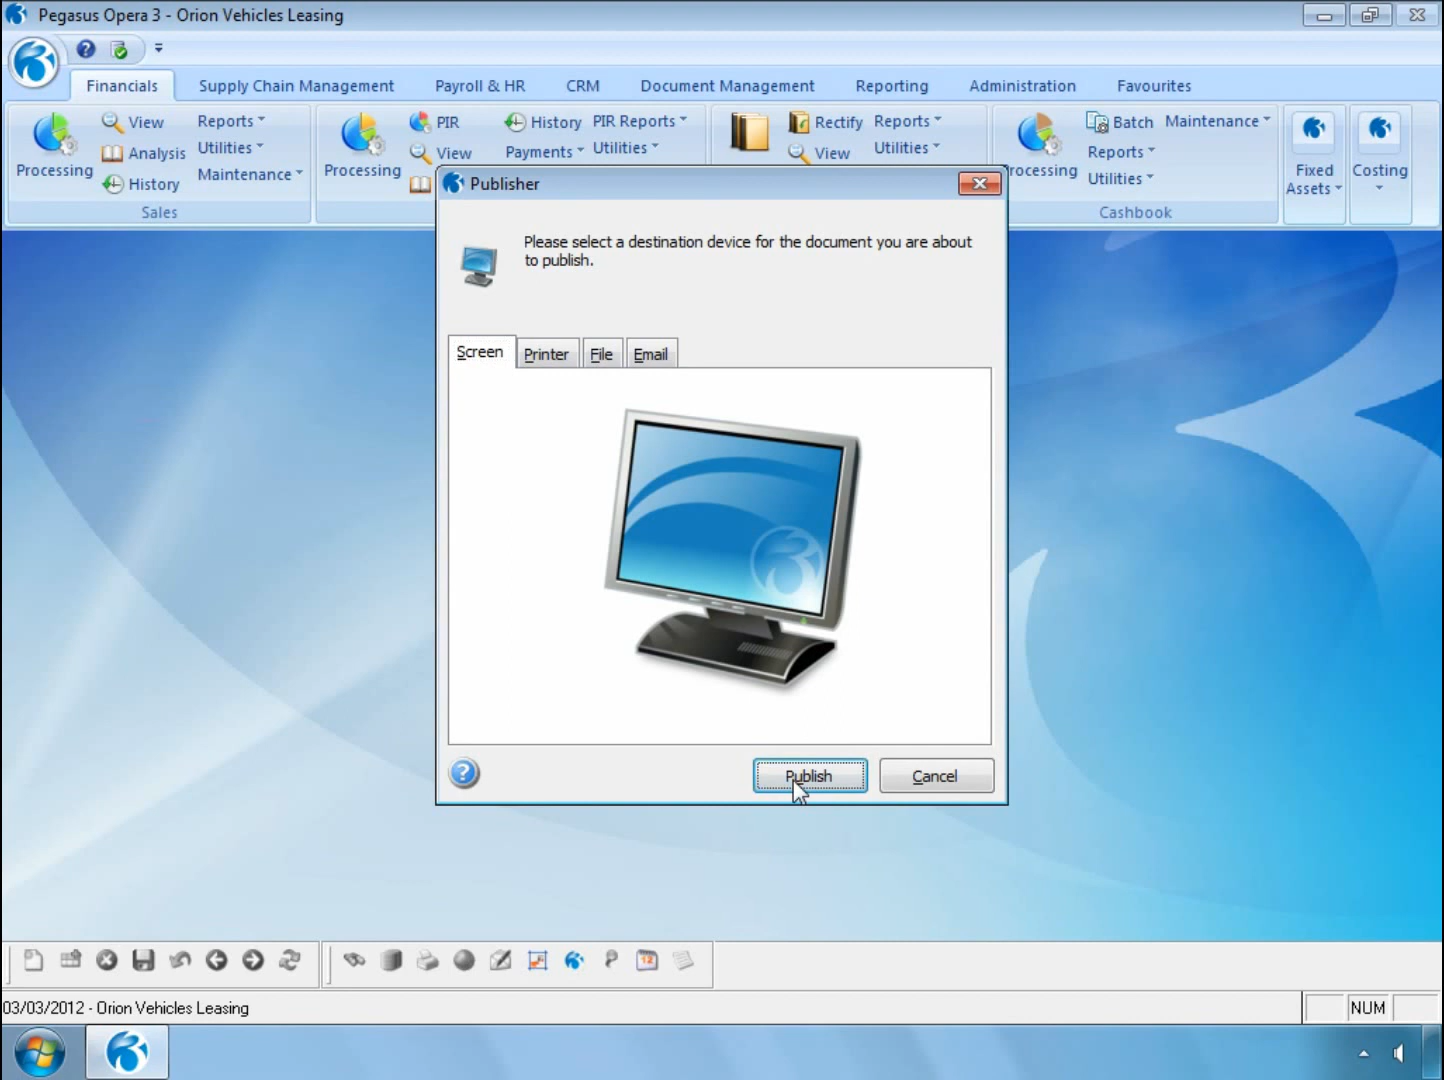 Pegasus Opera 3 - Orion Vehicles Leasing
Financials Supply Chain Management Payroll & HR CRM Document Management Reporting Administration Favourites
Processing
View
Analysis
History
Reports
Utilities
Maintenance
Sales
Processing
PIR
View
History
Payments
PIR Reports
Utilities
Rectify
View
Reports
Utilities
rocessing
Batch
Reports
Utilities
Maintenance
Cashbook
Fixed
Assets
Costing
Publisher
Please select a destination device for the document you are about
to publish.
Screen Printer File Email
Publish Cancel
12
03/03/2012 - Orion Vehicles Leasing
NUM